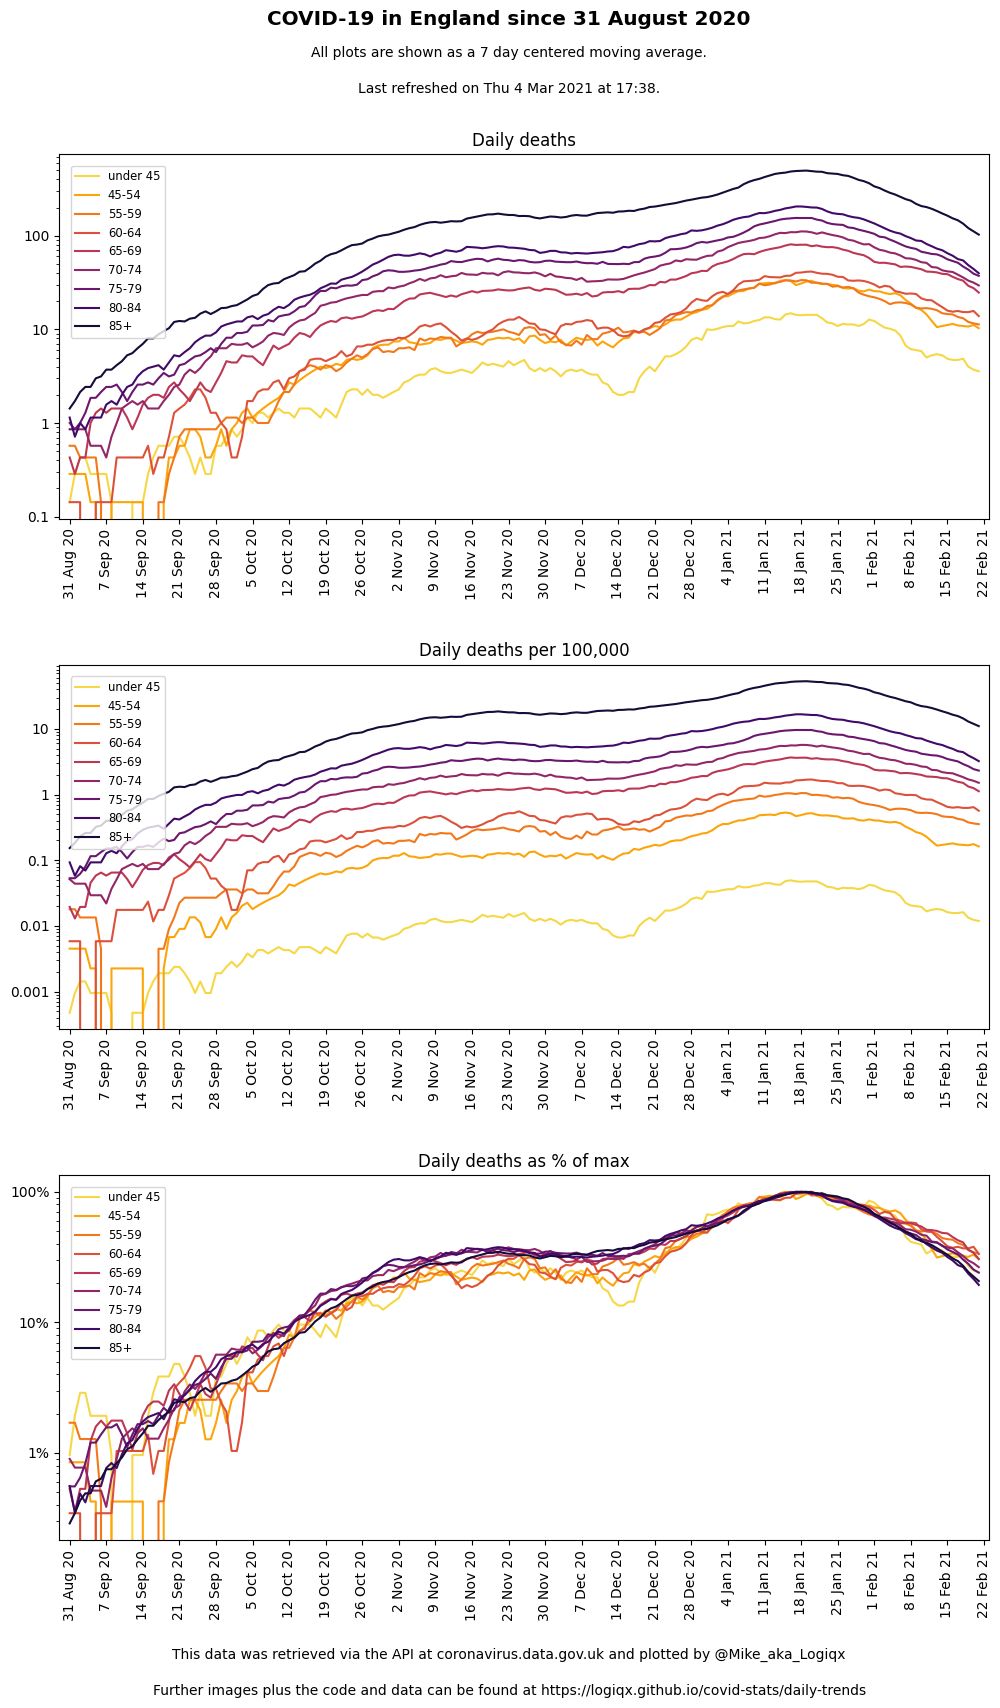 COVID-19 in England since 31 August 2020
All plots are shown as a 7 day centered moving average.
Last refreshed on Thu 4 Mar 2021 at 17:38.
Daily deaths
under 45
45-54
55-59
60-64
65-69
70-74
75-79
80-84
85+
100
10
1
0.1
31 Aug 20
7 Sep 20
14 Sep 20
21 Sep 20
28 Sep 20
5 Oct 20
12 Oct 20
19 Oct 20
26 Oct 20
2 Nov 20
9 Nov 20
16 Nov 20
23 Nov 20
30 Nov 20
7 Dec 20
14 Dec 20
21 Dec 20
28 Dec 20
4 Jan 21
11 Jan 21
18 Jan 21
25 Jan 21
1 Feb 21
8 Feb 21
15 Feb 21
22 Feb 21
Daily deaths per 100,000
under 45
45-54
55-59
60-64
65-69
70-74
75-79
80-84
85+
10
1
0.1
0.01
0.001
31 Aug 20
7 Sep 20
14 Sep 20
21 Sep 20
28 Sep 20
5 Oct 20
12 Oct 20
19 Oct 20
26 Oct 20
2 Nov 20
9 Nov 20
16 Nov 20
23 Nov 20
30 Nov 20
7 Dec 20
14 Dec 20
21 Dec 20
28 Dec 20
4 Jan 21
11 Jan 21
18 Jan 21
25 Jan 21
1 Feb 21
8 Feb 21
15 Feb 21
22 Feb 21
Daily deaths as % of max
under 45
45-54
55-59
60-64
65-69
70-74
75-79
80-84
85+
100%
10%
1%
31 Aug 20
7 Sep 20
14 Sep 20
21 Sep 20
28 Sep 20
5 Oct 20
12 Oct 20
19 Oct 20
26 Oct 20
2 Nov 20
9 Nov 20
16 Nov 20
23 Nov 20
30 Nov 20
7 Dec 20
14 Dec 20
21 Dec 20
28 Dec 20
4 Jan 21
11 Jan 21
18 Jan 21
25 Jan 21
1 Feb 21
8 Feb 21
15 Feb 21
22 Feb 21
This data was retrieved via the API at coronavirus.data.gov.uk and plotted by @Mike_aka_Logiqx
Further images plus the code and data can be found at https://logiqx.github.io/covid-stats/daily-trends